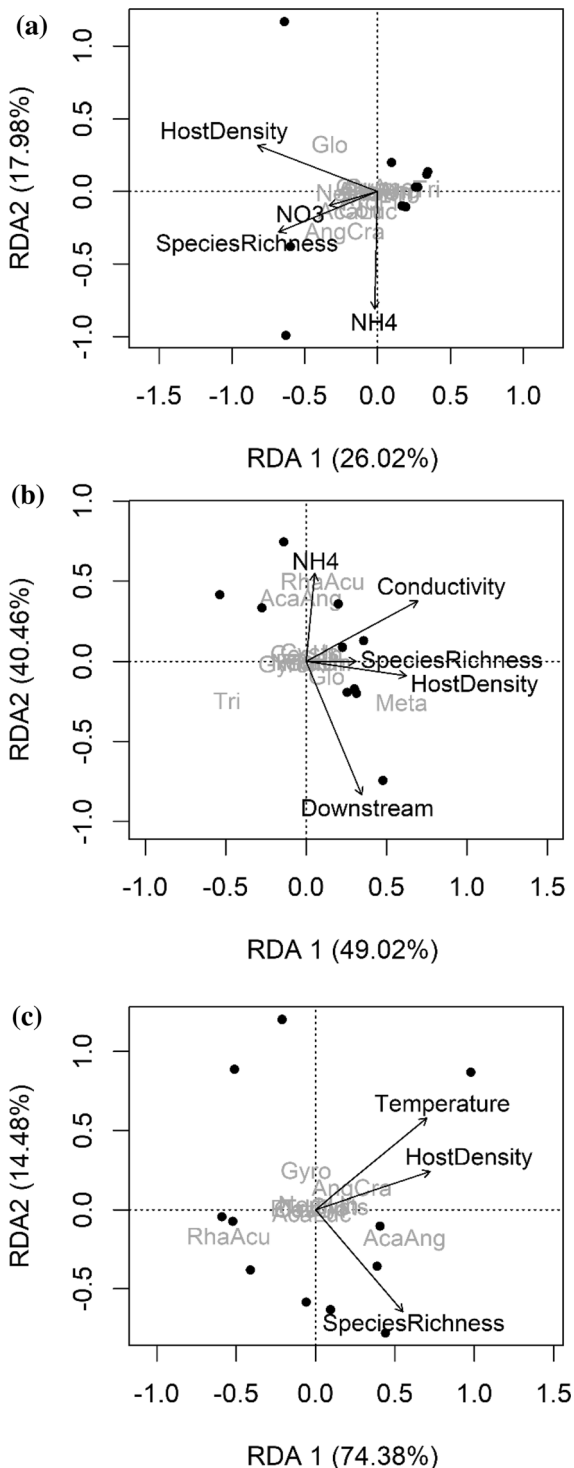 (a)
1.0
0.5
0.0
-0.5
-1.0
RDA2 (17.98%)
HostDensity
Glo
Tri
NO3
SpeciesRichness
AngCra
NH4
-1.5 -1.0 -0.5 0.0 0.5 1.0
RDA 1 (26.02%)
(b)
1.0
0.5
0.0
-0.5
-1.0
RDA2 (40.46%)
NH4
RhaAcu
AcaAng
Conductivity
SpeciesRichness
HostDensity
Glo
Tri
Meta
Downstream
-1.0 -0.5 0.0 0.5 1.0 1.5
RDA 1 (49.02%)
(c)
1.0
0.5
0.0
-0.5
RDA2 (14.48%)
Temperature
HostDensity
Gyro
AngCra
RhaAcu
AcaAng
SpeciesRichness
-1.0 -0.5 0.0 0.5 1.0 1.5
RDA 1 (74.38%)